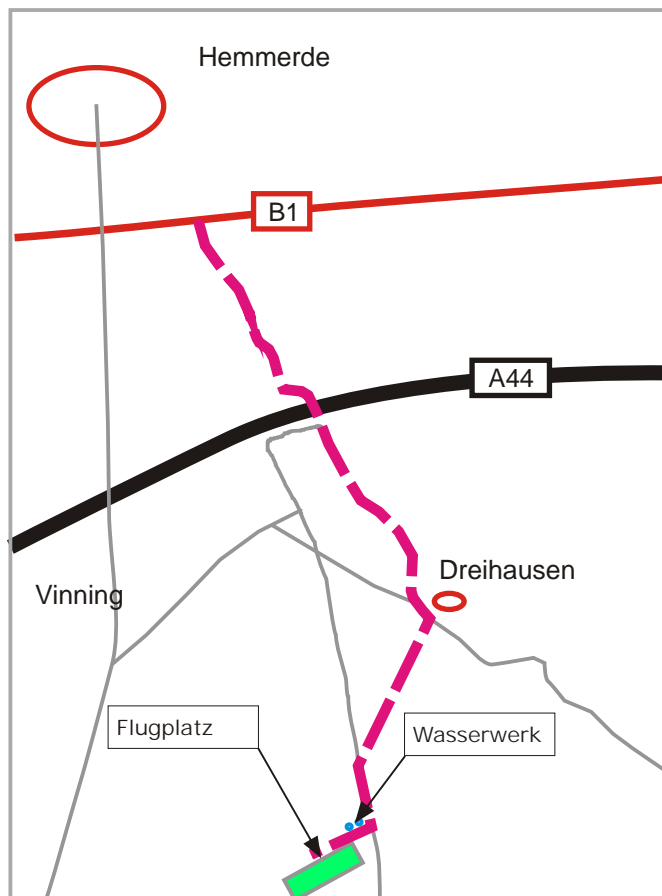 Hemmerde
B1
A44
Dreihausen
Vinning
Flugplatz
Wasserwerk